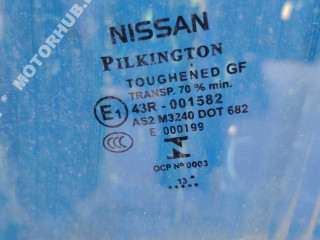 MOTORHUB.
NISSAN
PILKINGTON
TOUGHENED GF
TRANSP. 70 % min.
E1 43R - 001582
AS2 M3240 DOT 682
E 000199
CCC
OCP Nº 0003
13
.....